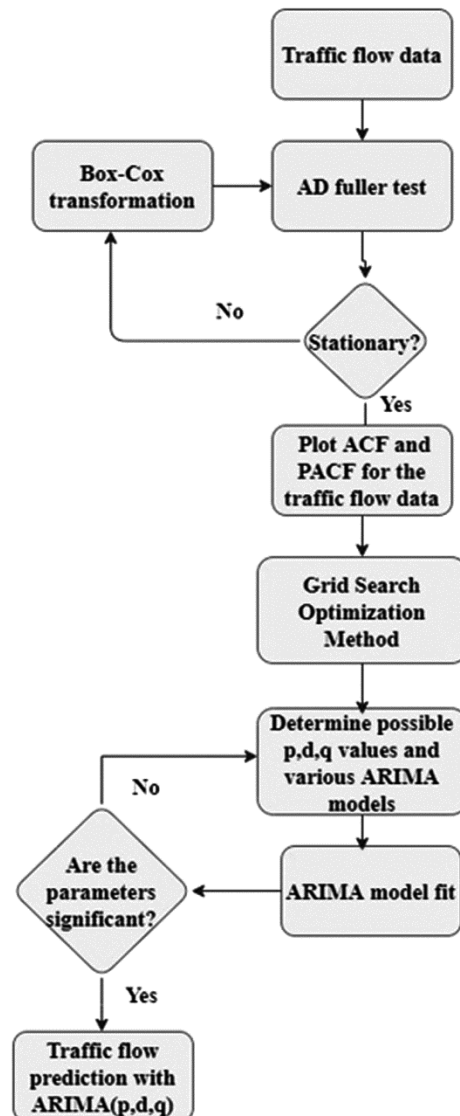 Traffic flow data
Box-Cox
transformation
AD fuller test
No
Stationary?
Yes
Plot ACF and
PACF for the
traffic flow data
Grid Search
Optimization
Method
Determine possible
p,d,q values and
various ARIMA
models
No
Are the
parameters
significant?
ARIMA model fit
Yes
Traffic flow
prediction with
ARIMA(p,d,q)